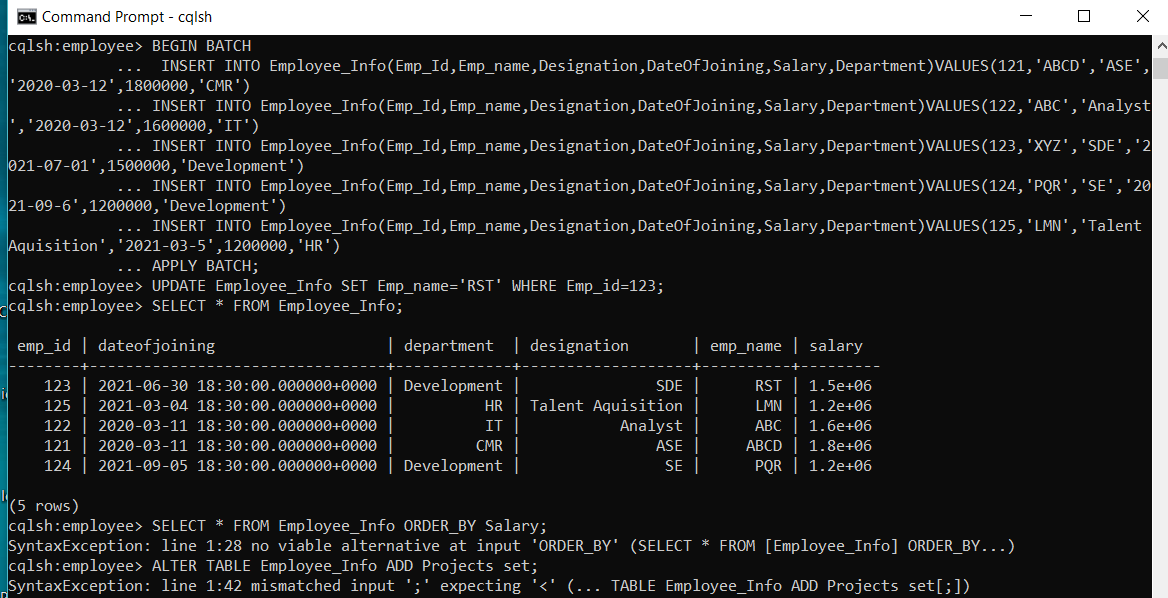 Command Prompt - cqlsh
cqlsh:employee> BEGIN BATCH
... INSERT INTO Employee_Info(Emp_Id,Emp_name,Designation,DateOfJoining,Salary,Department)VALUES(121,'ABCD','ASE',
'2020-03-12',1800000,'CMR')
... INSERT INTO Employee_Info(Emp_Id,Emp_name,Designation,DateOfJoining,Salary,Department)VALUES(122,'ABC','Analyst
','2020-03-12',1600000,'IT')
... INSERT INTO Employee_Info(Emp_Id,Emp_name,Designation,DateOfJoining,Salary,Department)VALUES(123,'XYZ','SDE','2
021-07-01',1500000,'Development')
... INSERT INTO Employee_Info(Emp_Id,Emp_name,Designation,DateOfJoining,Salary,Department)VALUES(124,'PQR','SE','20
21-09-6',1200000,'Development')
... INSERT INTO Employee_Info(Emp_Id,Emp_name,Designation,DateOfJoining,Salary,Department)VALUES(125,'LMN','Talent
Aquisition','2021-03-5',1200000,'HR')
... APPLY BATCH;
cqlsh:employee> UPDATE Employee_Info SET Emp_name='RST' WHERE Emp_id=123;
cqlsh:employee> SELECT * FROM Employee_Info;
emp_id | dateofjoining | department | designation | emp_name | salary
--------+---------------------------------+-------------+-------------------+----------+---------
123 | 2021-06-30 18:30:00.000000+0000 | Development | SDE | RST | 1.5e+06
125 | 2021-03-04 18:30:00.000000+0000 | HR | Talent Aquisition | LMN | 1.2e+06
122 | 2020-03-11 18:30:00.000000+0000 | IT | Analyst | ABC | 1.6e+06
121 | 2020-03-11 18:30:00.000000+0000 | CMR | ASE | ABCD | 1.8e+06
124 | 2021-09-05 18:30:00.000000+0000 | Development | SE | PQR | 1.2e+06
(5 rows)
cqlsh:employee> SELECT * FROM Employee_Info ORDER_BY Salary;
SyntaxException: line 1:28 no viable alternative at input 'ORDER_BY' (SELECT * FROM [Employee_Info] ORDER_BY...)
cqlsh:employee> ALTER TABLE Employee_Info ADD Projects set;
SyntaxException: line 1:42 mismatched input ';' expecting '<' (... TABLE Employee_Info ADD Projects set[;])